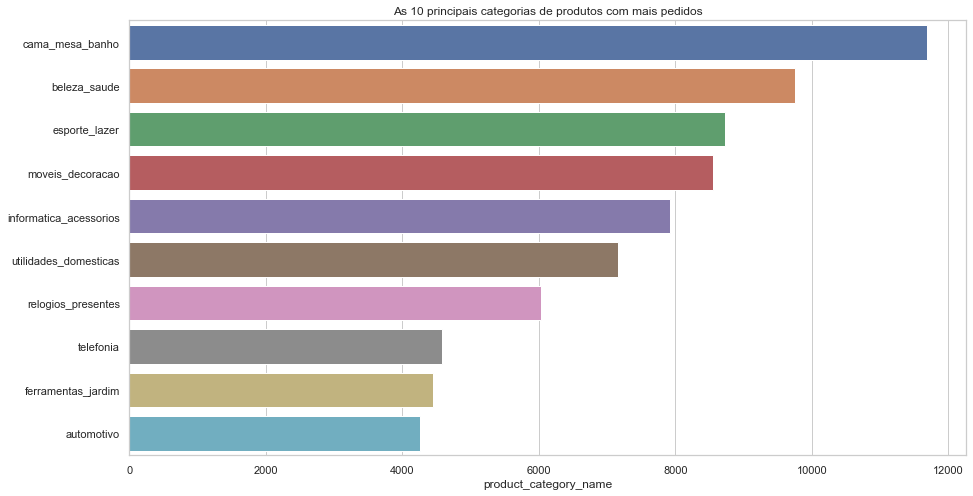 As 10 principais categorias de produtos com mais pedidos
cama_mesa_banho
beleza_saude
esporte_lazer
moveis_decoracao
informatica_acessorios
utilidades_domesticas
relogios_presentes
telefonia
ferramentas_jardim
automotivo
0 2000 4000 6000 8000 10000 12000
product_category_name